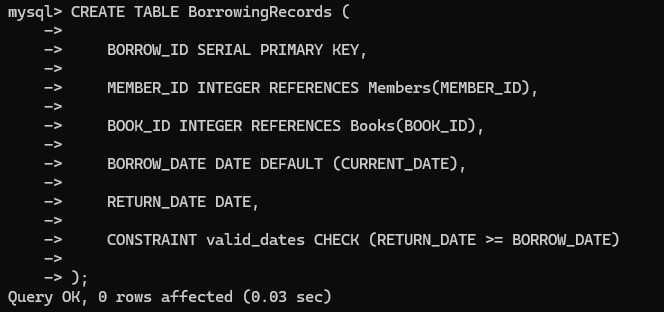 mysql> CREATE TABLE BorrowingRecords (
    ->
    ->     BORROW_ID SERIAL PRIMARY KEY,
    ->
    ->     MEMBER_ID INTEGER REFERENCES Members(MEMBER_ID),
    ->
    ->     BOOK_ID INTEGER REFERENCES Books(BOOK_ID),
    ->
    ->     BORROW_DATE DATE DEFAULT (CURRENT_DATE),
    ->
    ->     RETURN_DATE DATE,
    ->
    ->     CONSTRAINT valid_dates CHECK (RETURN_DATE >= BORROW_DATE)
    ->
    -> );
Query OK, 0 rows affected (0.03 sec)